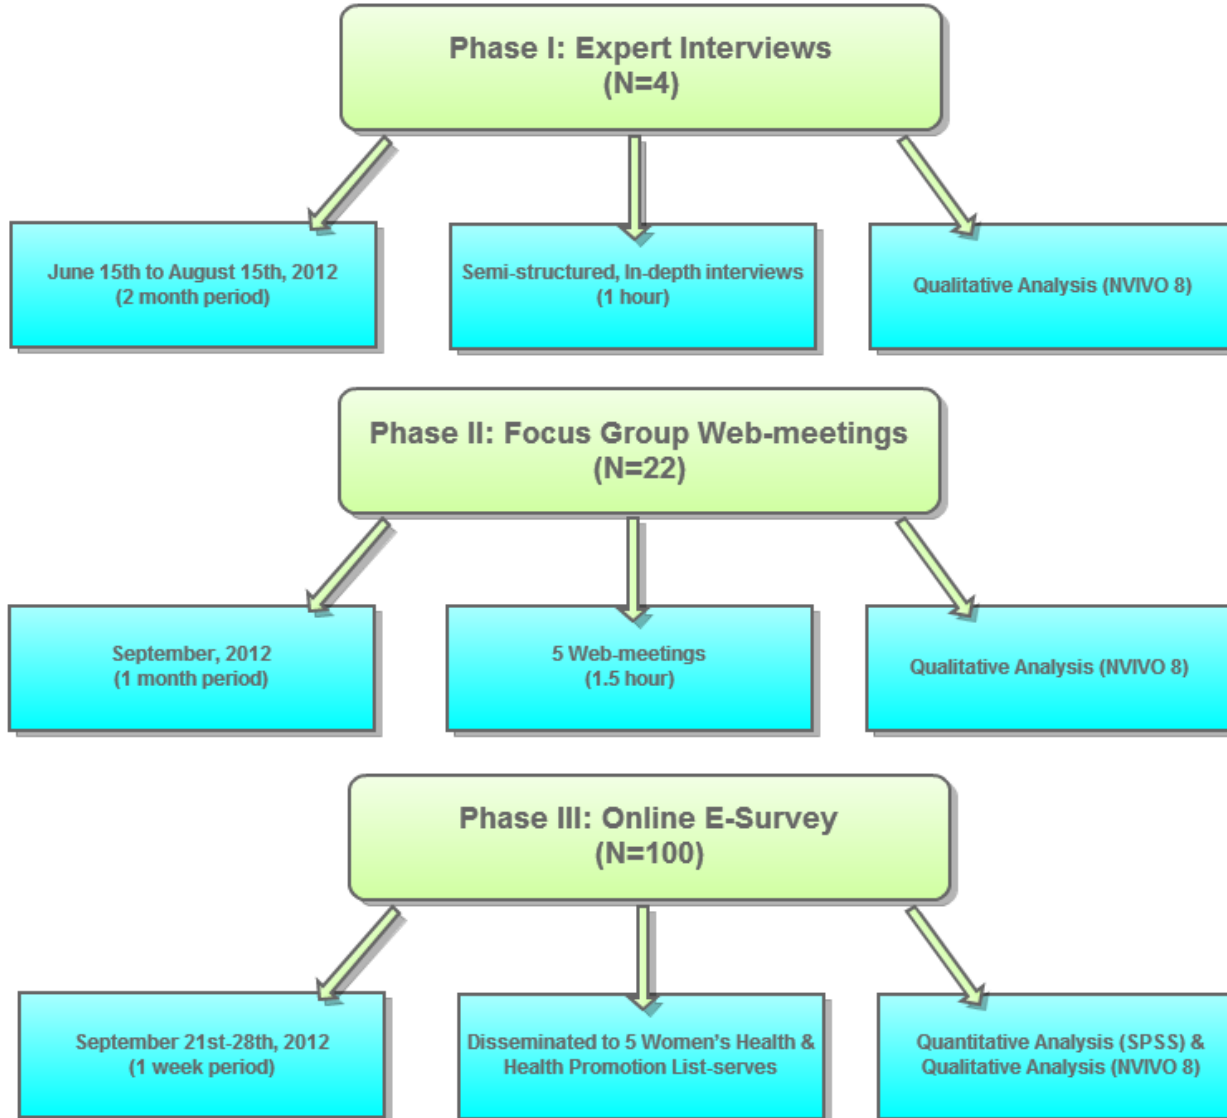 Phase I: Expert Interviews
(N=4)
June 15th to August 15th, 2012
(2 month period)
Semi-structured, In-depth interviews
(1 hour)
Qualitative Analysis (NVIVO 8)
Phase II: Focus Group Web-meetings
(N=22)
September, 2012
(1 month period)
5 Web-meetings
(1.5 hour)
Qualitative Analysis (NVIVO 8)
Phase III: Online E-Survey
(N=100)
September 21st-28th, 2012
(1 week period)
Disseminated to 5 Women's Health &
Health Promotion List-serves
Quantitative Analysis (SPSS) &
Qualitative Analysis (NVIVO 8)